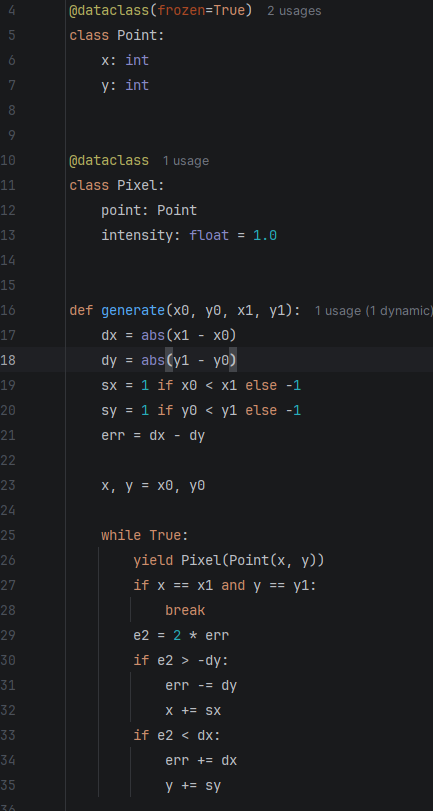 4 @dataclass(frozen=True) 2 usages
5 class Point:
6     x: int
7     y: int
8
9
10 @dataclass 1 usage
11 class Pixel:
12     point: Point
13     intensity: float = 1.0
14
15
16 def generate(x0, y0, x1, y1): 1 usage (1 dynamic)
17     dx = abs(x1 - x0)
18     dy = abs(y1 - y0)
19     sx = 1 if x0 < x1 else -1
20     sy = 1 if y0 < y1 else -1
21     err = dx - dy
22
23     x, y = x0, y0
24
25     while True:
26         yield Pixel(Point(x, y))
27         if x == x1 and y == y1:
28             break
29         e2 = 2 * err
30         if e2 > -dy:
31             err -= dy
32             x += sx
33         if e2 < dx:
34             err += dx
35             y += sy
36